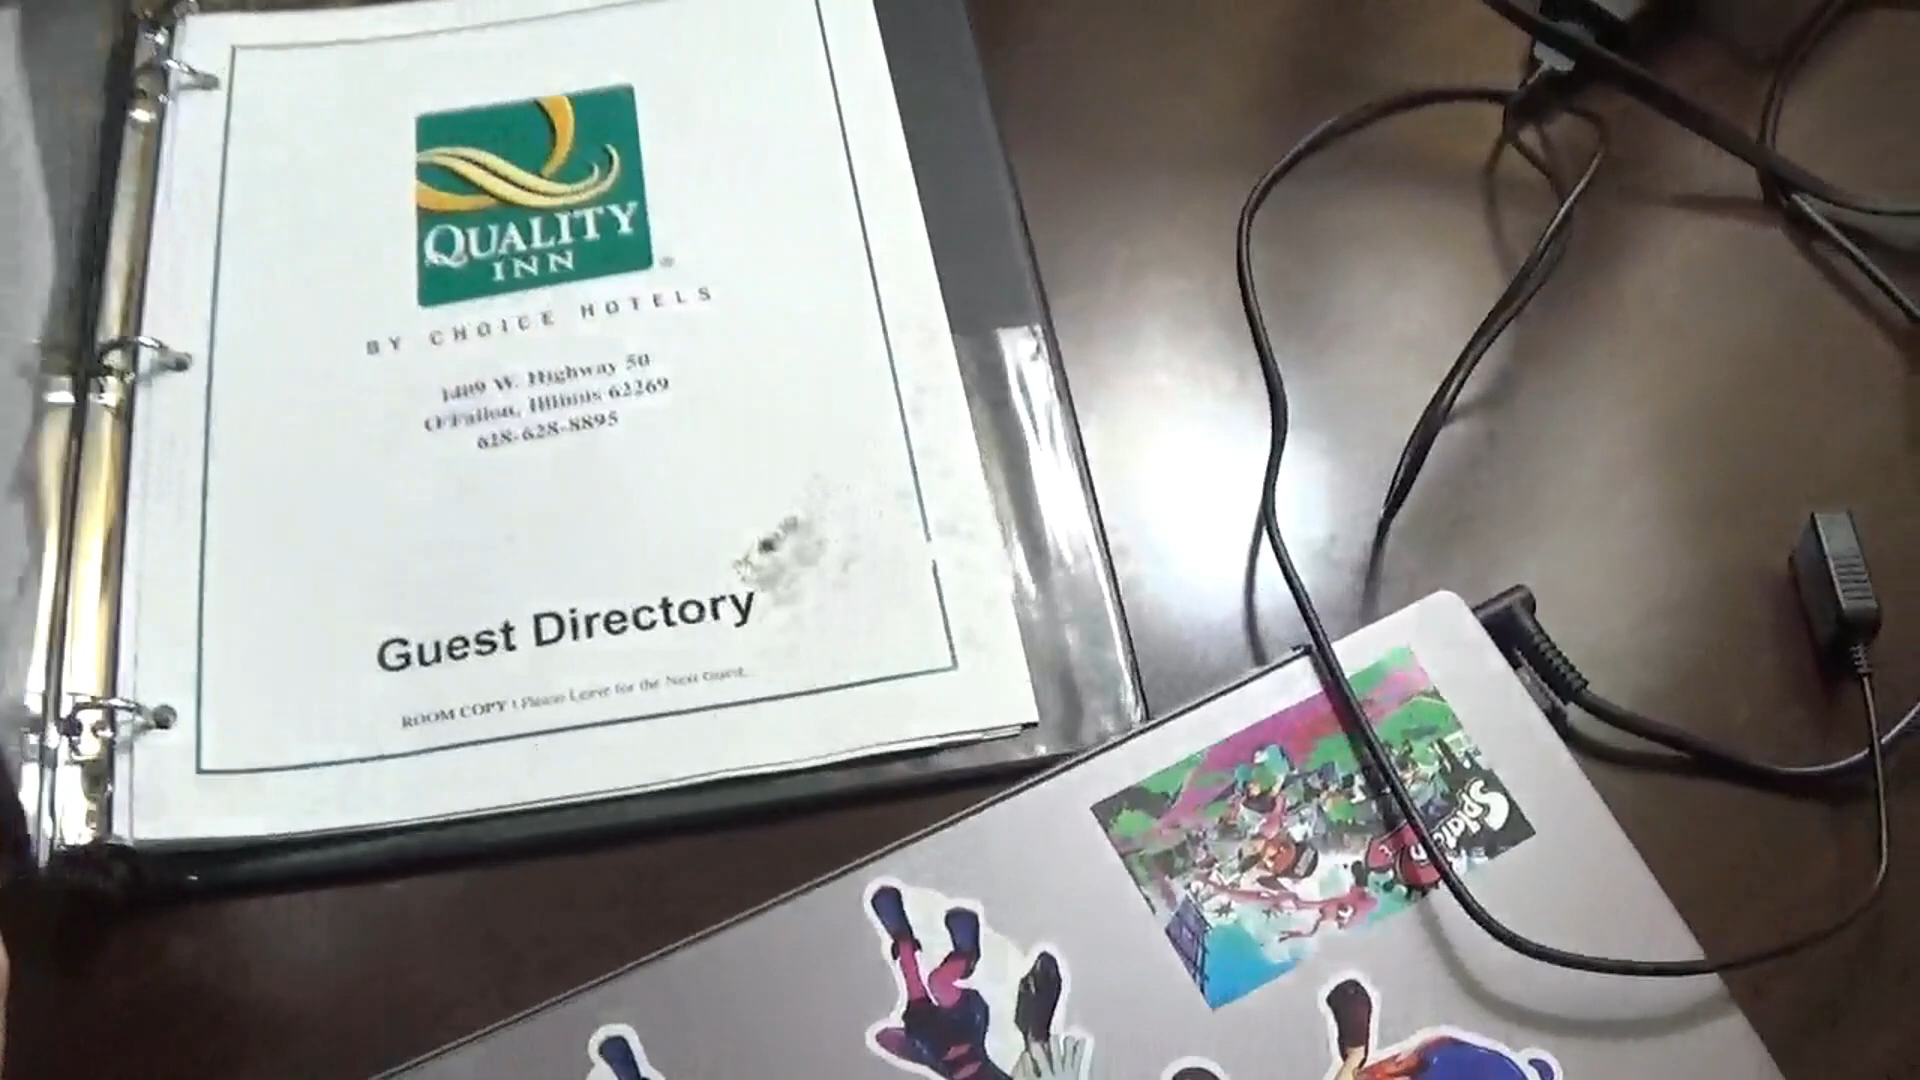 QUALITY
INN
®
BY CHOICE HOTELS
1409 W. Highway 50
O'Fallon, Illinois 62269
618-628-8895
Guest Directory
ROOM COPY ! Please Leave for the Next Guest...
Splatoon